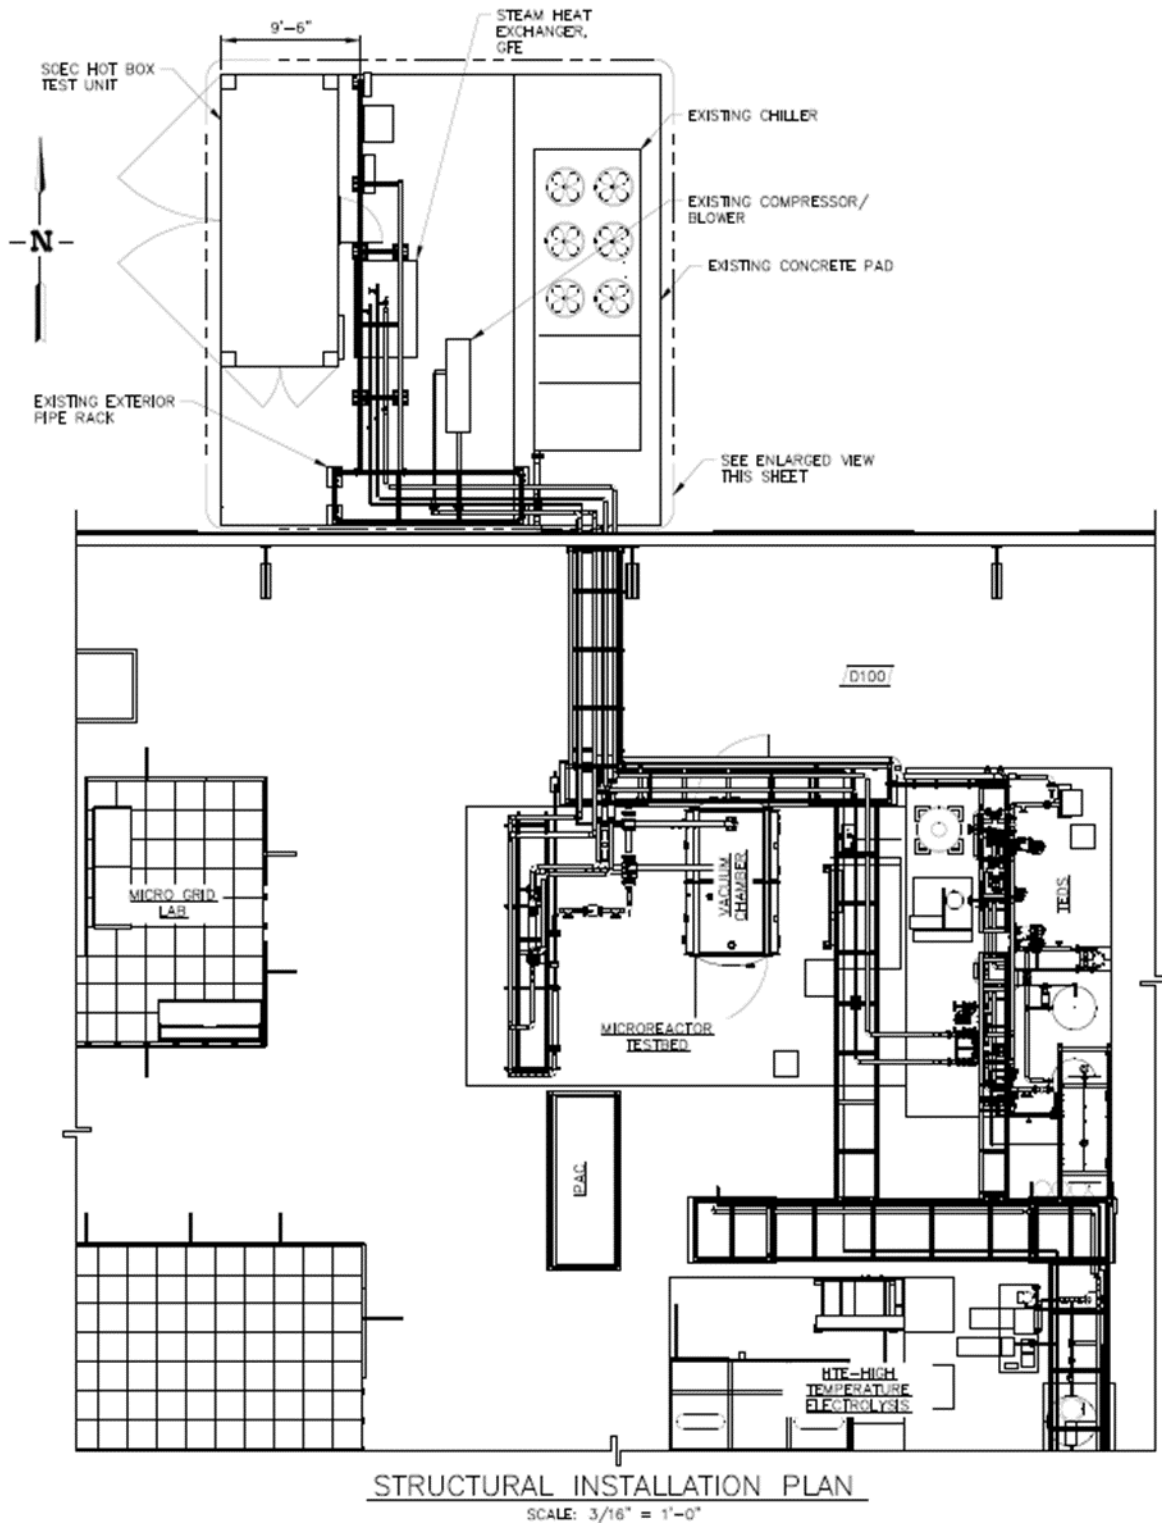 9'-6"
STEAM HEAT
EXCHANGER,
GFE
SOEC HOT BOX
TEST UNIT
EXISTING CHILLER
EXISTING COMPRESSOR/
BLOWER
N
EXISTING CONCRETE PAD
EXISTING EXTERIOR
PIPE RACK
SEE ENLARGED VIEW
THIS SHEET
D100
MICRO GRID
LAB
VACUUM
CHAMBER
TEDS
MICROREACTOR
TESTBED
IPAC
HTE-HIGH
TEMPERATURE
ELECTROLYSIS
STRUCTURAL INSTALLATION PLAN
SCALE: 3/16" = 1'-0"